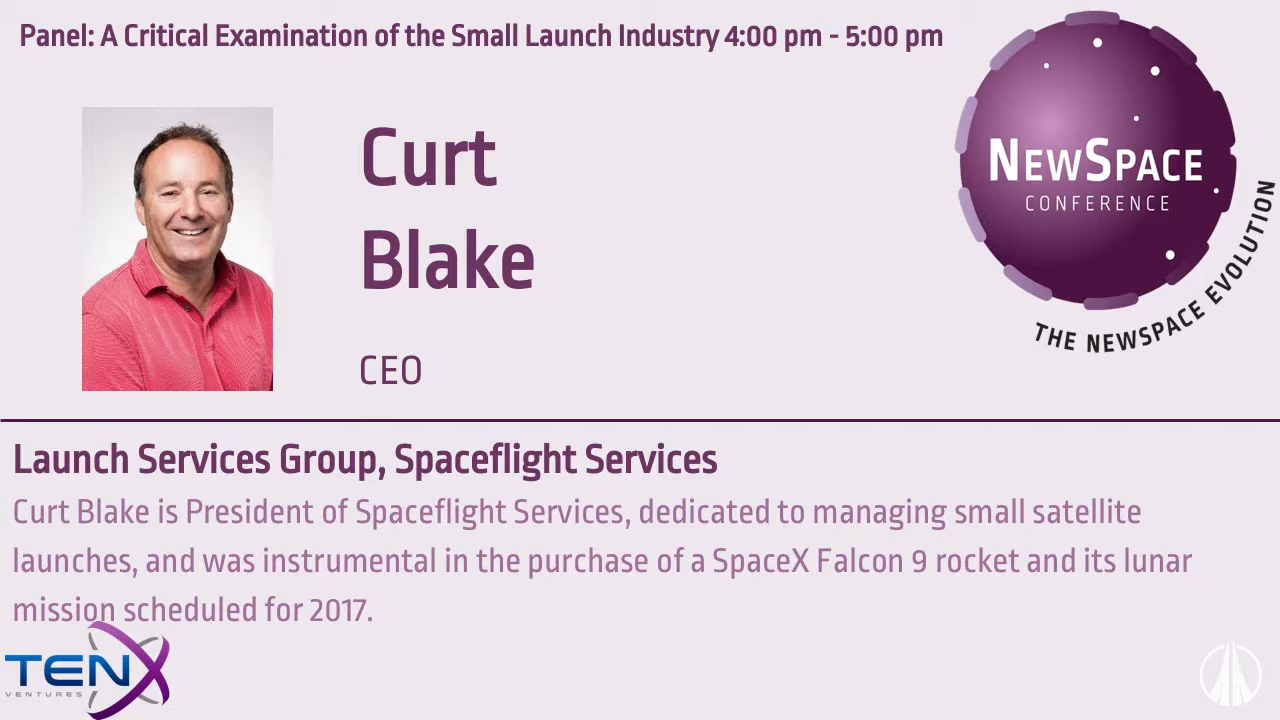 Panel: A Critical Examination of the Small Launch Industry 4:00 pm - 5:00 pm
Curt
Blake
CEO
NEWSPACE
CONFERENCE
THE NEWSPACE EVOLUTION
Launch Services Group, Spaceflight Services
Curt Blake is President of Spaceflight Services, dedicated to managing small satellite
launches, and was instrumental in the purchase of a SpaceX Falcon 9 rocket and its lunar
mission scheduled for 2017.
TENX
VENTURES